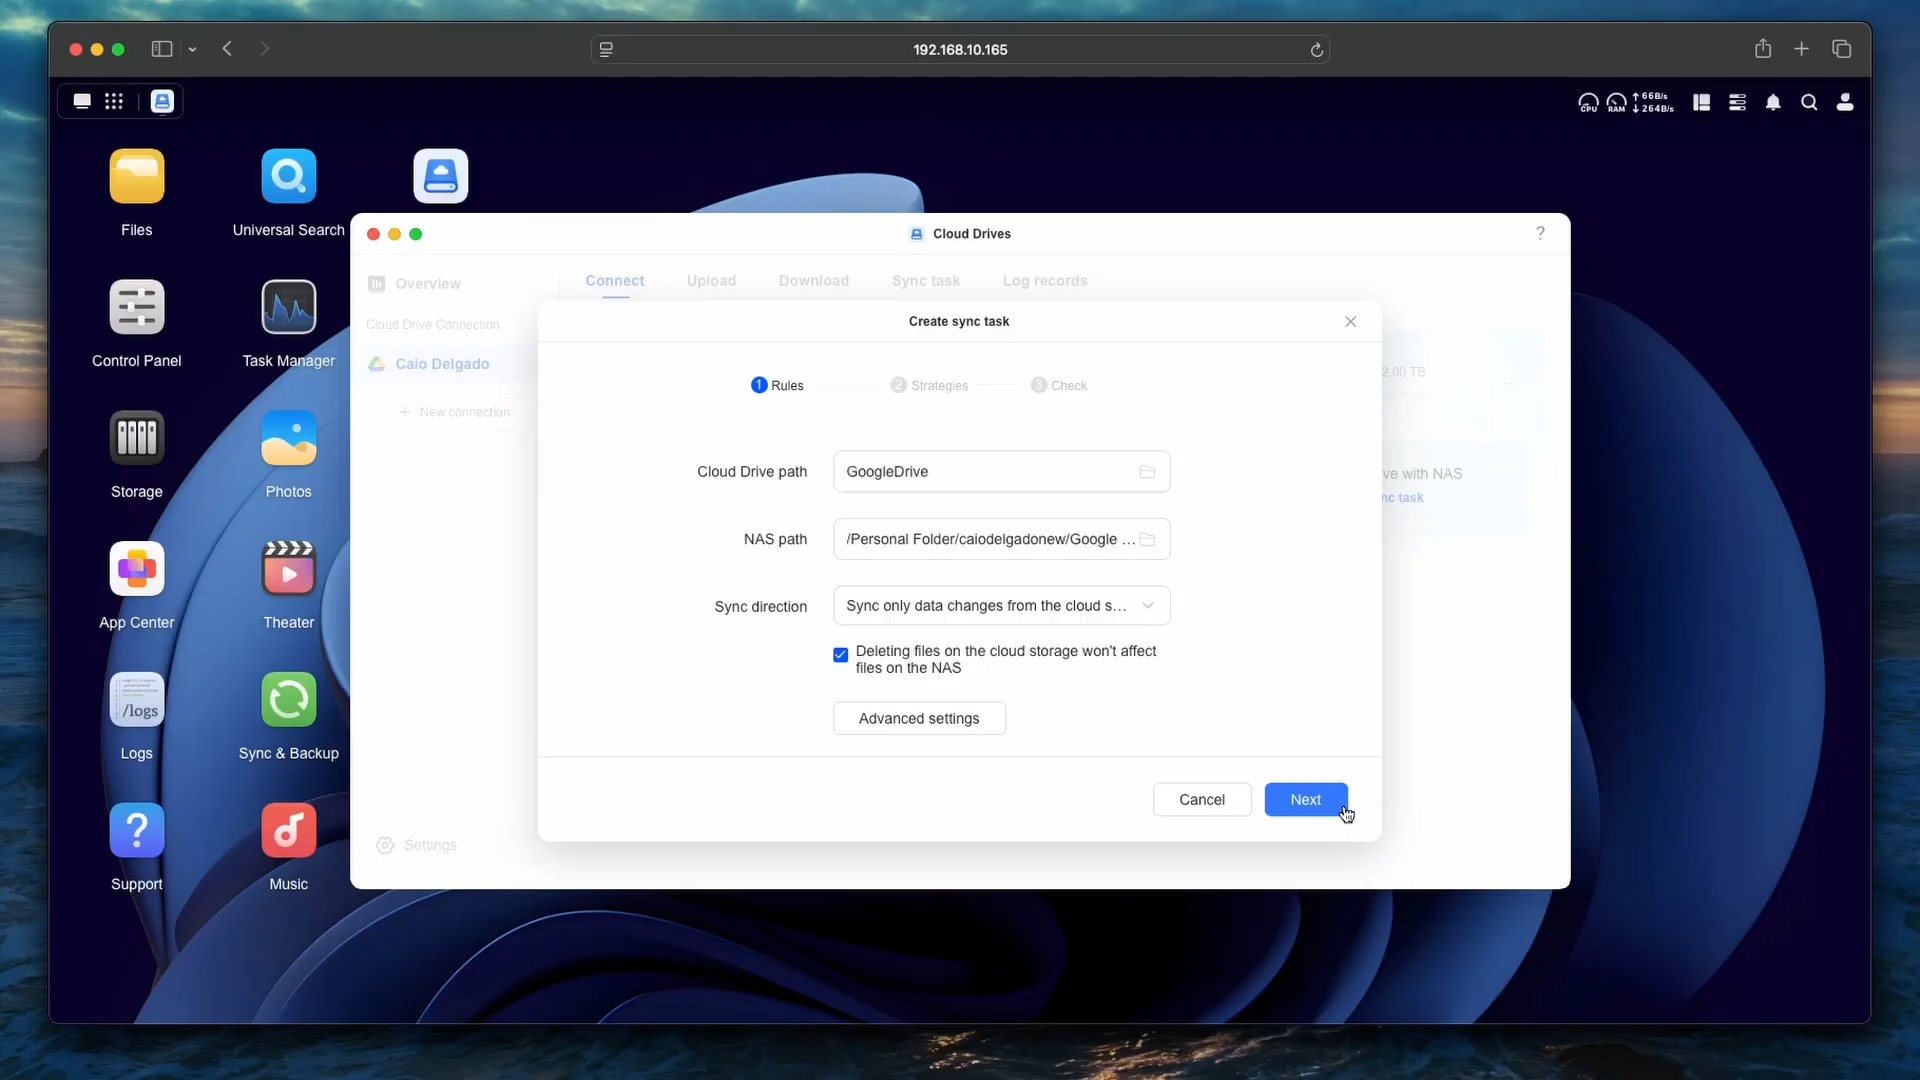 192.168.10.165
CPU
RAM
66B/s
264B/s
Files
Universal Search
Control Panel
Task Manager
Storage
Photos
App Center
Theater
/logs
Logs
Sync & Backup
?
Support
Music
Cloud Drives
?
Overview
Connect
Upload
Download
Sync task
Log records
Cloud Drive Connection
Caio Delgado
+ New connection
Settings
2.00 TB
...
ve with NAS
nc task
Create sync task
1 Rules
2 Strategies
3 Check
Cloud Drive path
GoogleDrive
NAS path
/Personal Folder/caiodelgadonew/Google ...
Sync direction
Sync only data changes from the cloud s...
Deleting files on the cloud storage won't affect
files on the NAS
Advanced settings
Cancel
Next